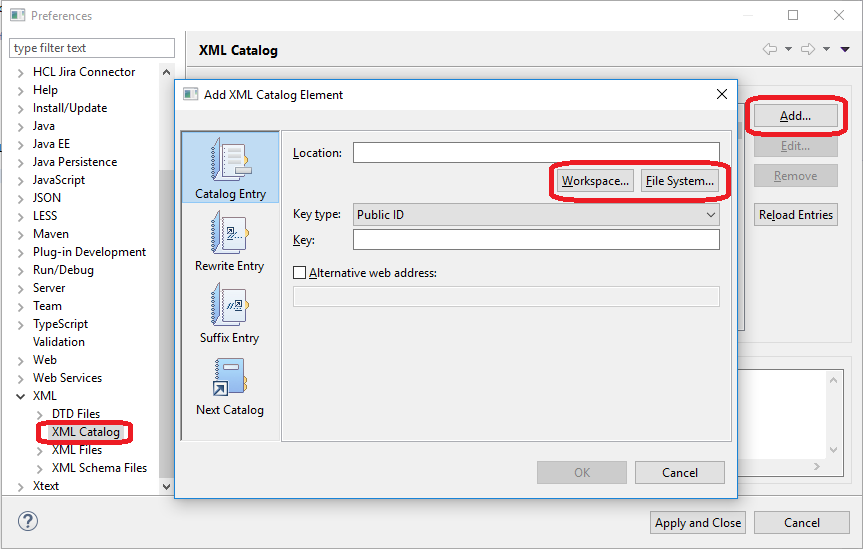 Preferences
type filter text
HCL Jira Connector
Help
Install/Update
Java
Java EE
Java Persistence
JavaScript
JSON
LESS
Maven
Plug-in Development
Run/Debug
Server
Team
TypeScript
Validation
Web
Web Services
XML
DTD Files
XML Catalog
XML Files
XML Schema Files
Xtext
XML Catalog
Add...
Edit...
Remove
Reload Entries
Add XML Catalog Element
Catalog Entry
Rewrite Entry
Suffix Entry
Next Catalog
Location:
Workspace... File System...
Key type: Public ID
Key:
Alternative web address:
OK Cancel
Apply and Close Cancel